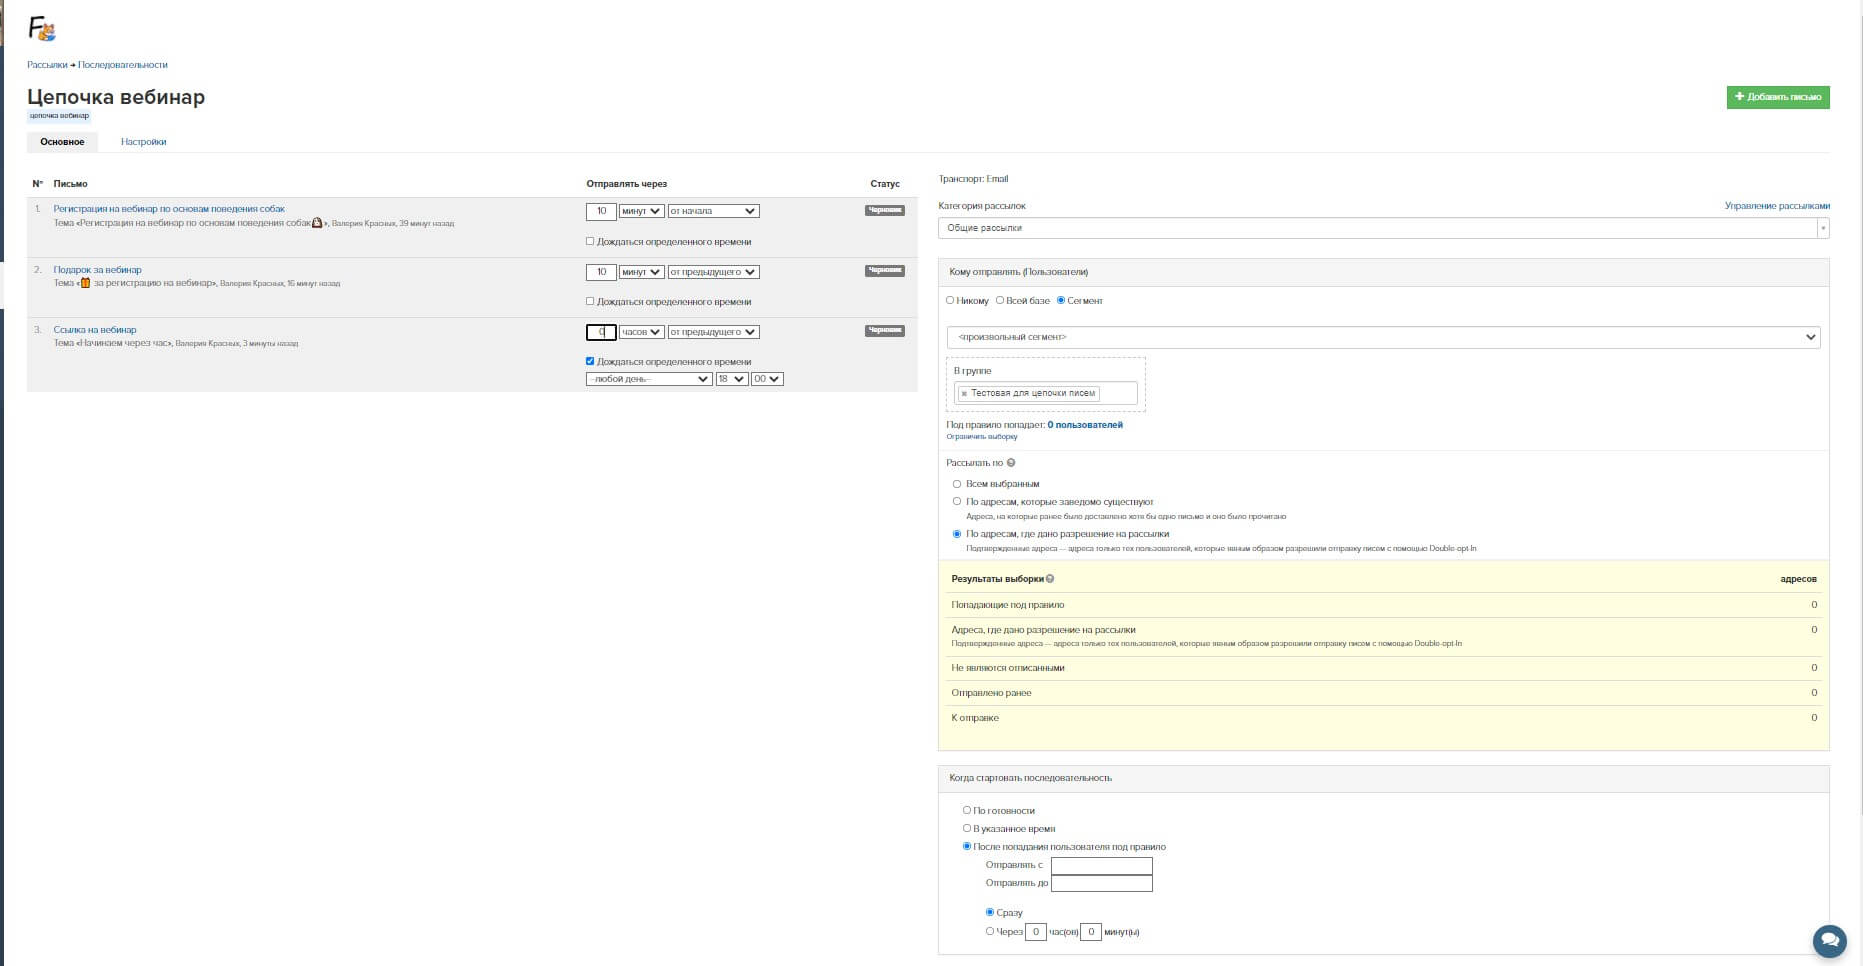 F
Рассылки → Последовательности
Цепочка вебинар
+ Добавить письмо
цепочка вебинар
Основное Настройки
№ Письмо Отправлять через Статус
1. Регистрация на вебинар по основам поведения собак 10 минут от начала Черновик
Тема «Регистрация на вебинар по основам поведения собак», Валерия Красных, 39 минут назад
Дождаться определенного времени
2. Подарок за вебинар 10 минут от предыдущего Черновик
Тема «🎁 за регистрацию на вебинар», Валерия Красных, 16 минут назад
Дождаться определенного времени
3. Ссылка на вебинар 0 часов от предыдущего Черновик
Тема «Начинаем через час», Валерия Красных, 3 минуты назад
Дождаться определенного времени
--любой день-- 18 00
Транспорт: Email
Категория рассылок Управление рассылками
Общие рассылки
Кому отправлять (Пользователи)
Никому Всей базе Сегмент
<произвольный сегмент>
В группе
× Тестовая для цепочки писем
Под правило попадает: 0 пользователей
Ограничить выборку
Рассылать по ?
Всем выбранным
По адресам, которые заведомо существуют
Адреса, на которые ранее было доставлено хотя бы одно письмо и оно было прочитано
По адресам, где дано разрешение на рассылки
Подтвержденные адреса — адреса только тех пользователей, которые явным образом разрешили отправку писем с помощью Double-opt-In
Результаты выборки ? адресов
Попадающие под правило 0
Адреса, где дано разрешение на рассылки 0
Подтвержденные адреса — адреса только тех пользователей, которые явным образом разрешили отправку писем с помощью Double-opt-In
Не являются отписанными 0
Отправлено ранее 0
К отправке 0
Когда стартовать последовательность
По готовности
В указанное время
После попадания пользователя под правило
Отправлять с
Отправлять до
Сразу
Через 0 час(ов) 0 минут(ы)